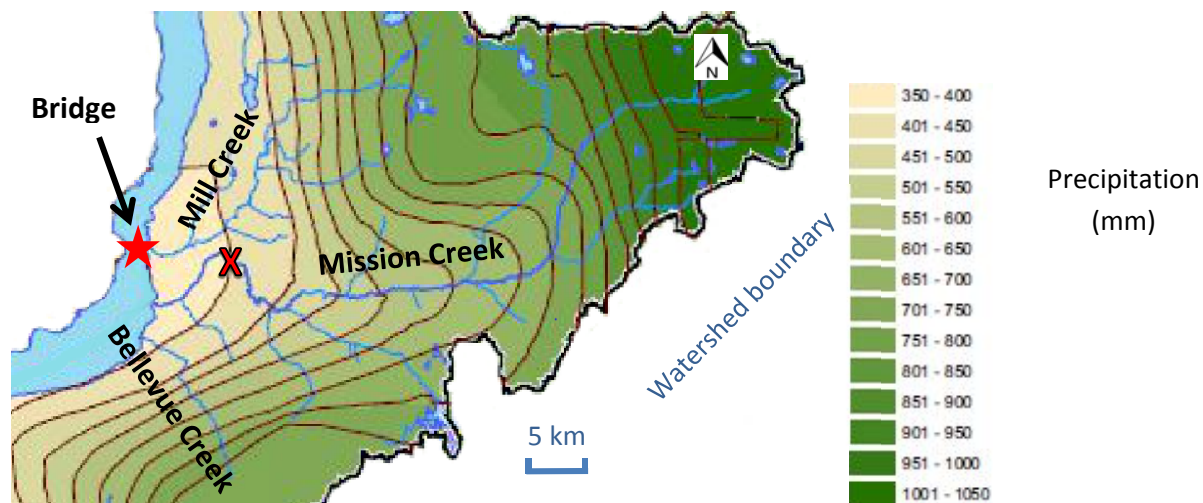 N
Bridge
Mill Creek
X
Mission Creek
Bellevue Creek
Watershed boundary
5 km
350 - 400
401 - 450
451 - 500
501 - 550
551 - 600
601 - 650
651 - 700
701 - 750
751 - 800
801 - 850
851 - 900
901 - 950
951 - 1000
1001 - 1050
Precipitation
(mm)